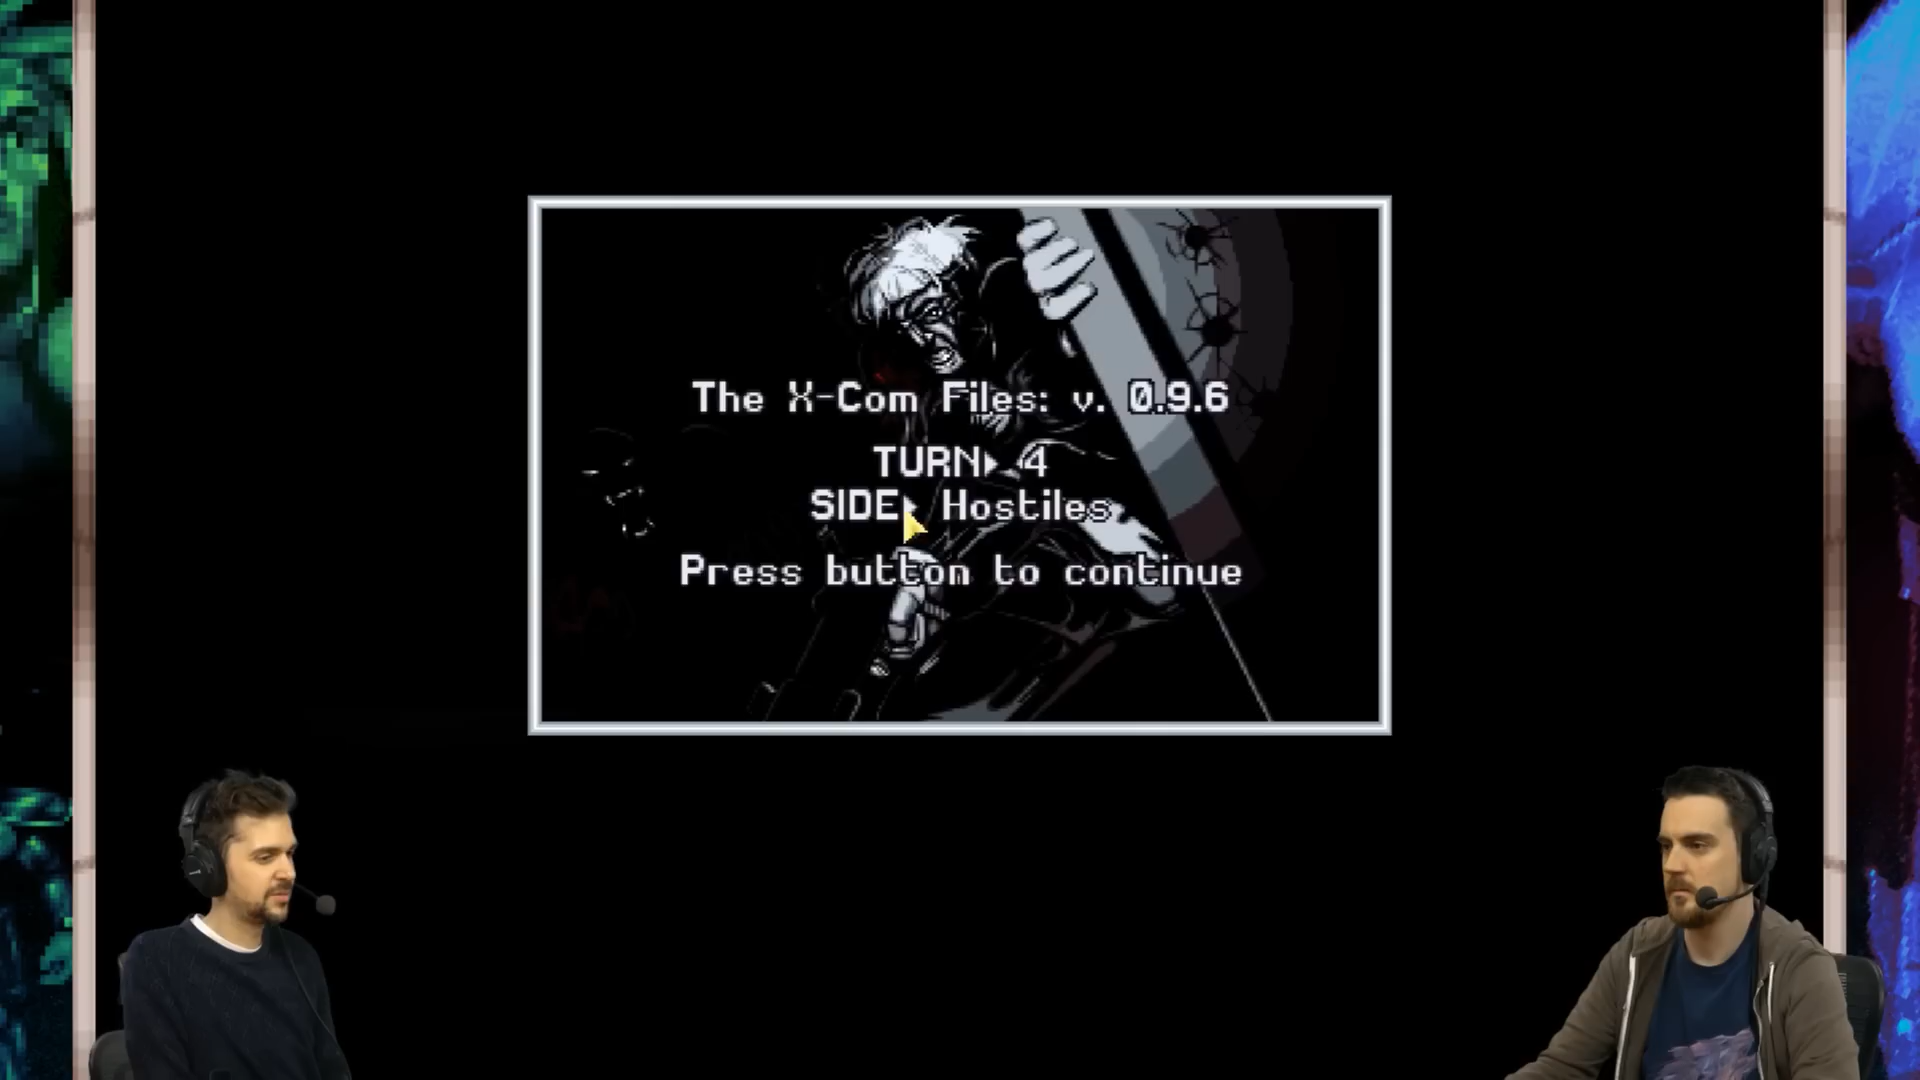 The X-Com Files: v. 0.9.6
TURN▸ 4
SIDE▸ Hostiles
Press button to continue